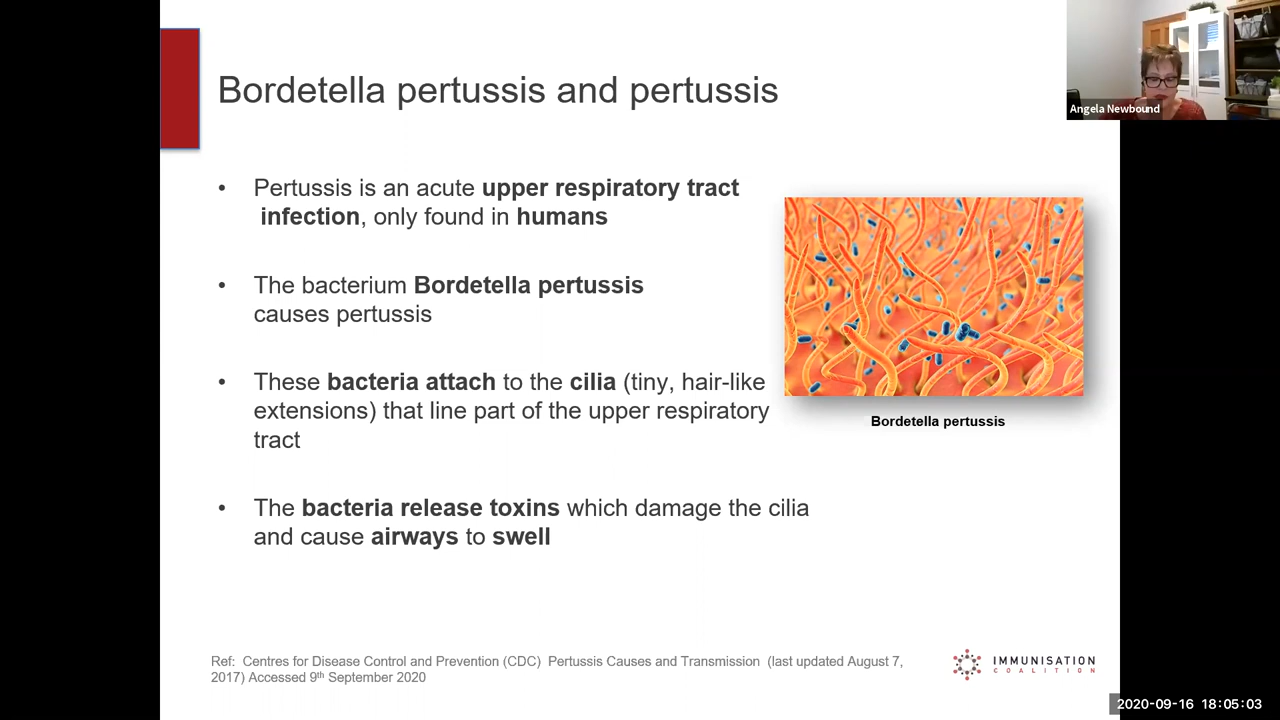 Bordetella pertussis and pertussis
Angela Newbound
• Pertussis is an acute upper respiratory tract
infection, only found in humans
• The bacterium Bordetella pertussis
causes pertussis
• These bacteria attach to the cilia (tiny, hair-like
extensions) that line part of the upper respiratory
tract
• The bacteria release toxins which damage the cilia
and cause airways to swell
Bordetella pertussis
Ref: Centres for Disease Control and Prevention (CDC) Pertussis Causes and Transmission (last updated August 7,
2017) Accessed 9th September 2020
IMMUNISATION
COALITION
2020-09-16 18:05:03